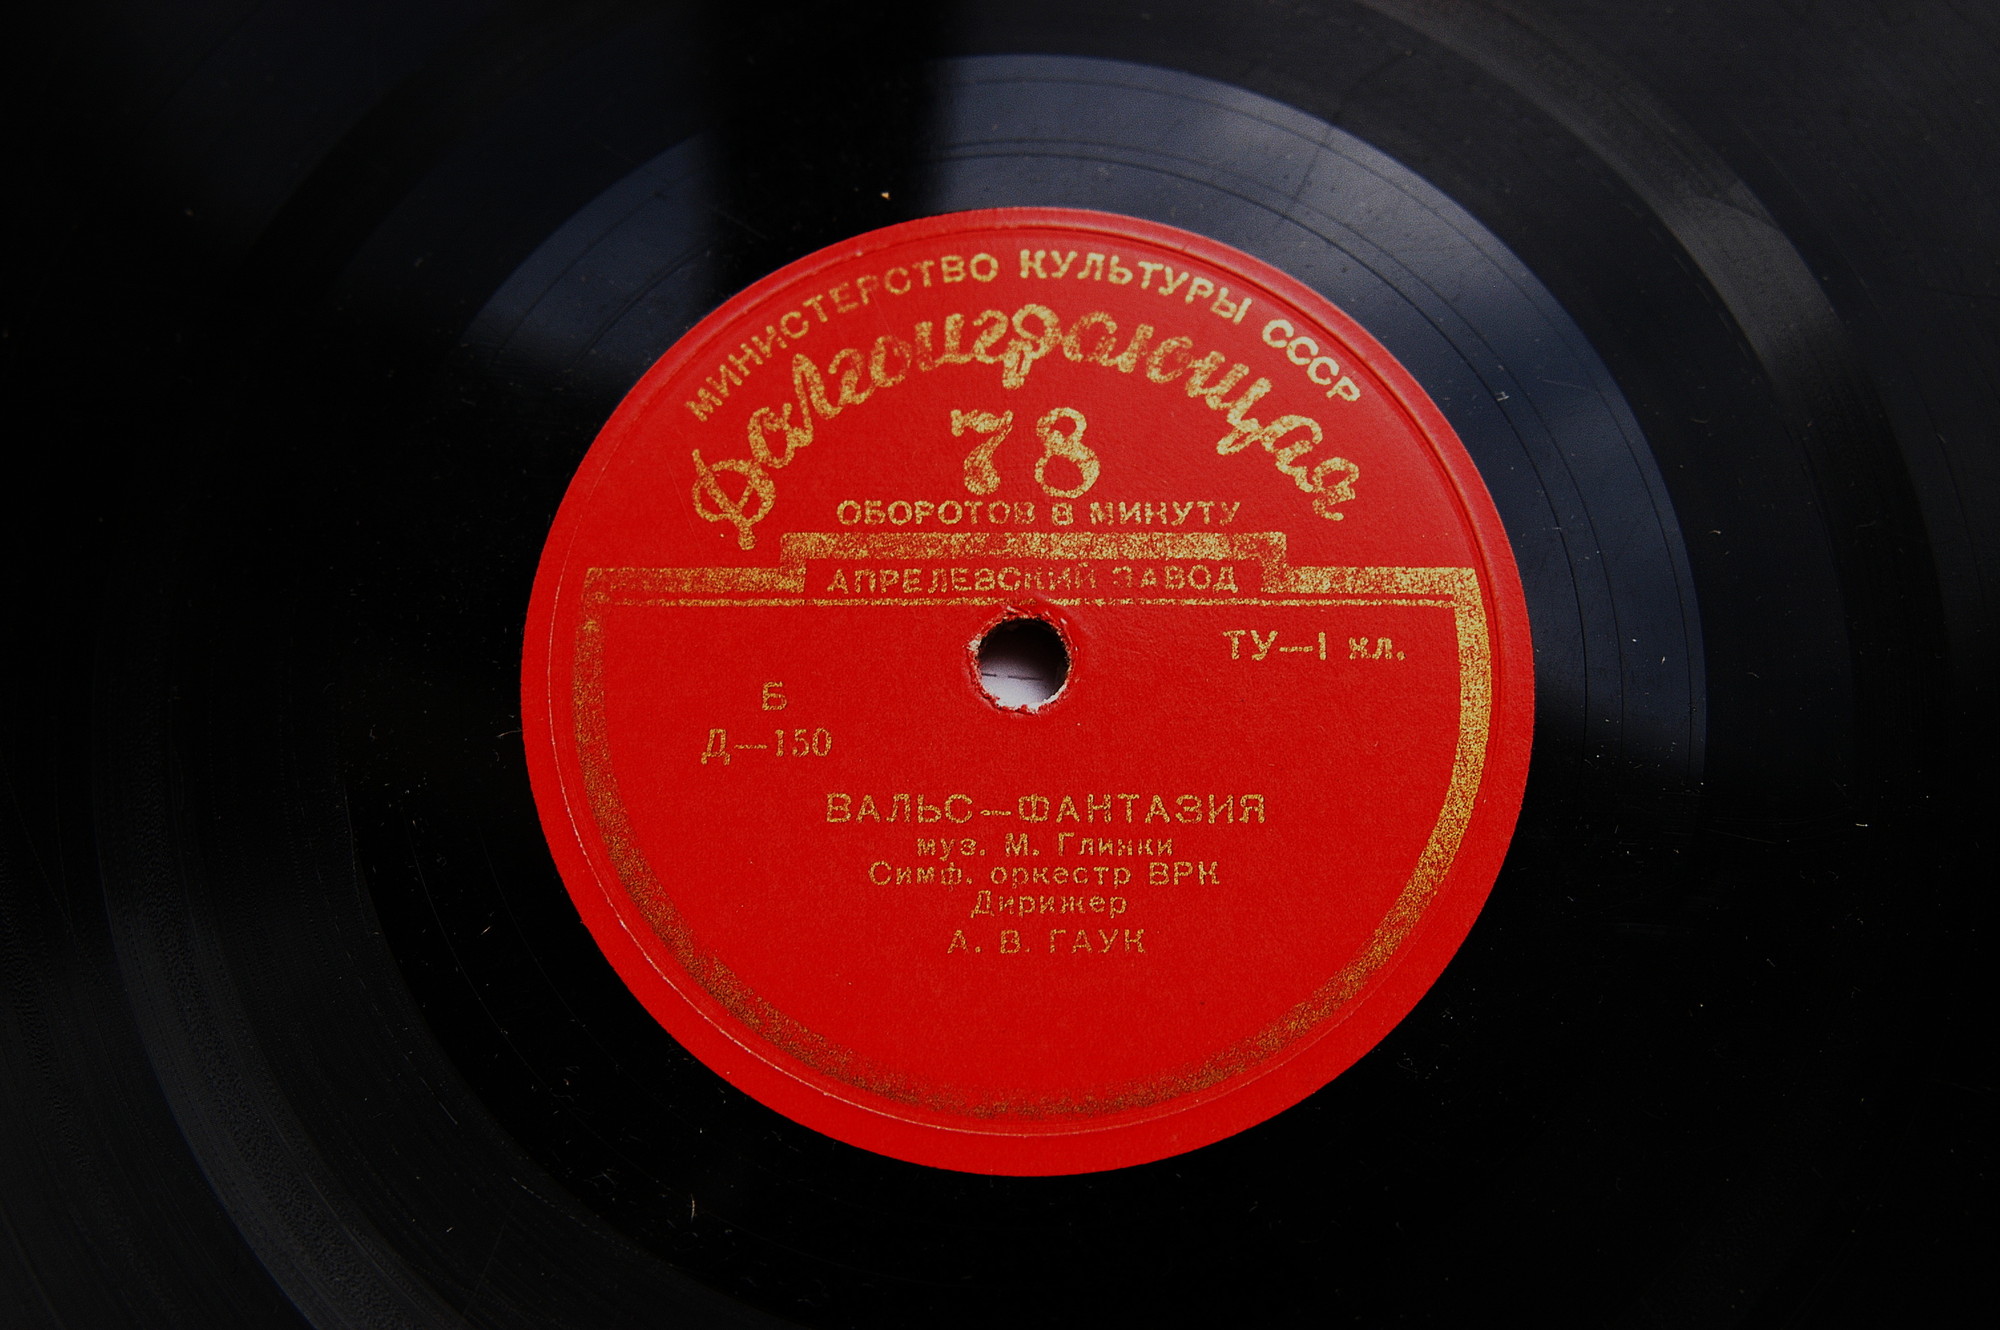 МИНИСТЕРСТВО КУЛЬТУРЫ СССР
Долгоиграющая
78
ОБОРОТОВ В МИНУТУ
АПРЕЛЕВСКИЙ ЗАВОД
ТУ—1 хл.
Б
Д—150
ВАЛЬС—ФАНТАЗИЯ
муз. М. Глинки
Симф. оркестр ВРК
Дирижер
А. В. ГАУК